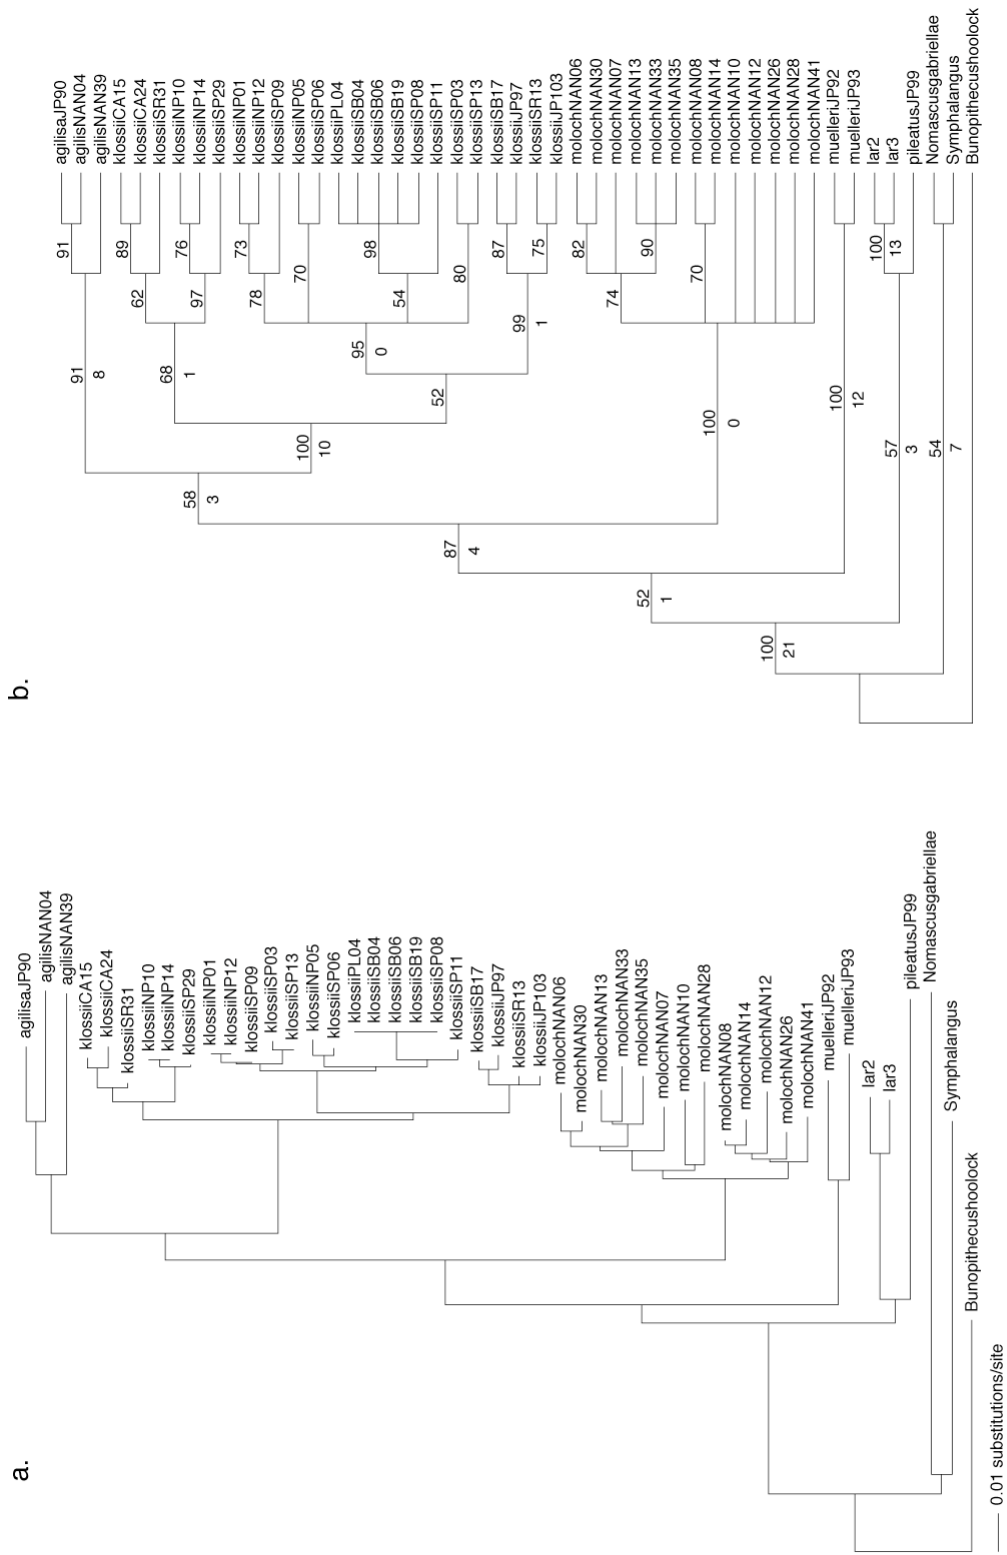 a.
agilisaJP90
agilisNAN04
agilisNAN39
klossiiCA15
klossiiCA24
klossiiSR31
klossiiNP10
klossiiNP14
klossiiSP29
klossiiNP01
klossiiNP12
klossiiSP09
klossiiSP03
klossiiSP13
klossiiNP05
klossiiSP06
klossiiPL04
klossiiSB04
klossiiSB06
klossiiSB19
klossiiSP08
klossiiSP11
klossiiSB17
klossiiJP97
klossiiSR13
klossiiJP103
molochNAN06
molochNAN30
molochNAN13
molochNAN33
molochNAN35
molochNAN07
molochNAN10
molochNAN28
molochNAN08
molochNAN14
molochNAN12
molochNAN26
molochNAN41
muelleriJP92
muelleriJP93
lar2
lar3
pileatusJP99
Nomascusgabriellae
Symphalangus
Bunopithecushoolock
0.01 substitutions/site
b.
agilisaJP90
agilisNAN04
agilisNAN39
klossiiCA15
klossiiCA24
klossiiSR31
klossiiNP10
klossiiNP14
klossiiSP29
klossiiNP01
klossiiNP12
klossiiSP09
klossiiNP05
klossiiSP06
klossiiPL04
klossiiSB04
klossiiSB06
klossiiSB19
klossiiSP08
klossiiSP11
klossiiSP03
klossiiSP13
klossiiSB17
klossiiJP97
klossiiSR13
klossiiJP103
molochNAN06
molochNAN30
molochNAN07
molochNAN13
molochNAN33
molochNAN35
molochNAN08
molochNAN14
molochNAN10
molochNAN12
molochNAN26
molochNAN28
molochNAN41
muelleriJP92
muelleriJP93
lar2
lar3
pileatusJP99
Nomascusgabriellae
Symphalangus
Bunopithecushoolock
91
91
8
89
62
76
97
68
1
73
78
70
98
54
80
95
0
87
75
99
1
52
100
10
58
3
82
74
90
70
100
0
87
4
100
12
52
1
100
13
57
3
100
21
54
7